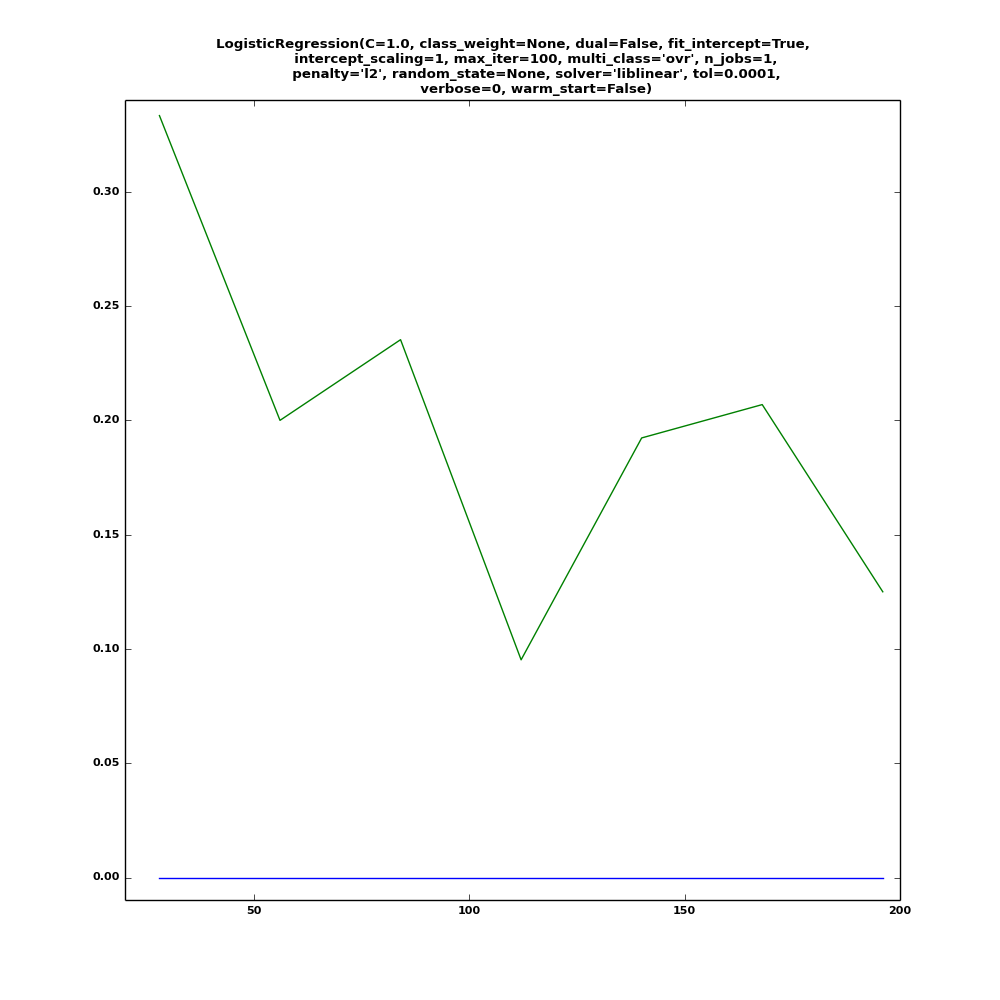 LogisticRegression(C=1.0, class_weight=None, dual=False, fit_intercept=True,
intercept_scaling=1, max_iter=100, multi_class='ovr', n_jobs=1,
penalty='l2', random_state=None, solver='liblinear', tol=0.0001,
verbose=0, warm_start=False)
0.30
0.25
0.20
0.15
0.10
0.05
0.00
50 100 150 200